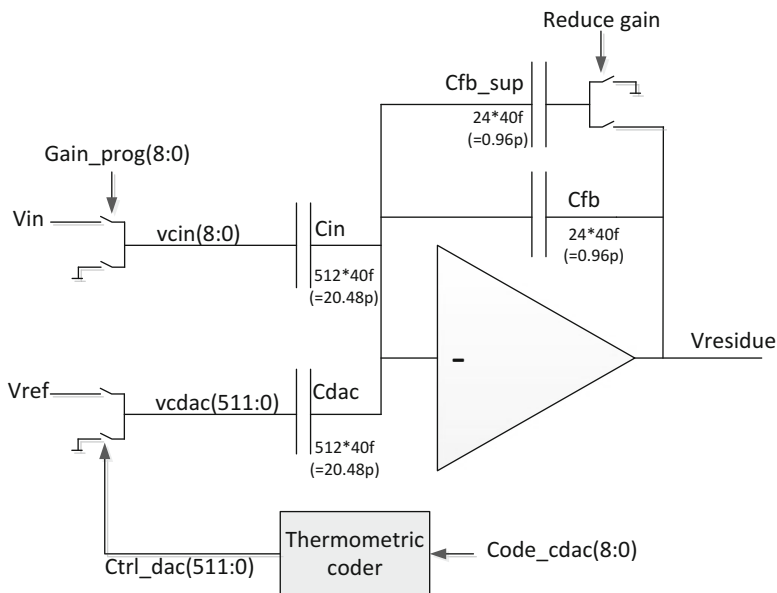 Reduce gain
Cfb_sup
24*40f
(=0.96p)
Gain_prog(8:0)
Cfb
24*40f
(=0.96p)
Vin
vcin(8:0)
Cin
512*40f
(=20.48p)
-
Vresidue
Vref
vcdac(511:0)
Cdac
512*40f
(=20.48p)
Ctrl_dac(511:0)
Thermometric
coder
Code_cdac(8:0)